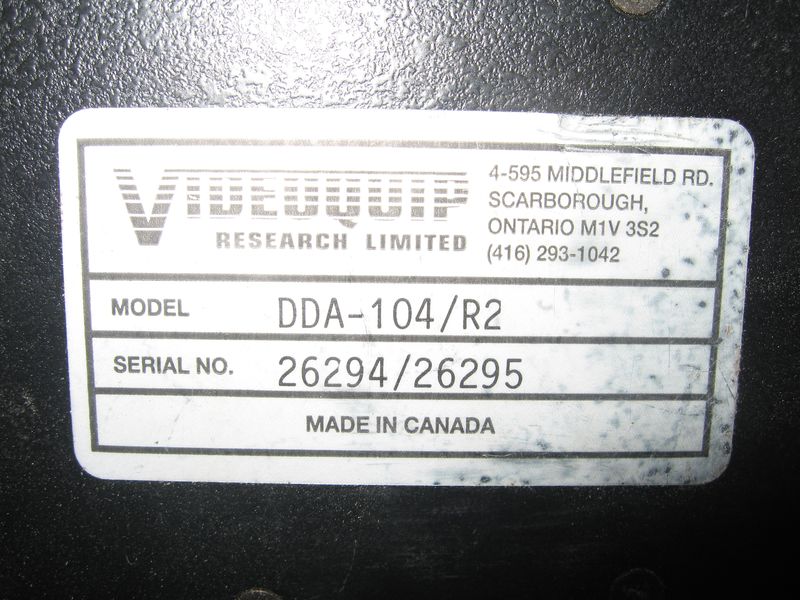 VIDEOQUIP
RESEARCH LIMITED
4-595 MIDDLEFIELD RD.
SCARBOROUGH,
ONTARIO M1V 3S2
(416) 293-1042
MODEL DDA-104/R2
SERIAL NO. 26294/26295
MADE IN CANADA